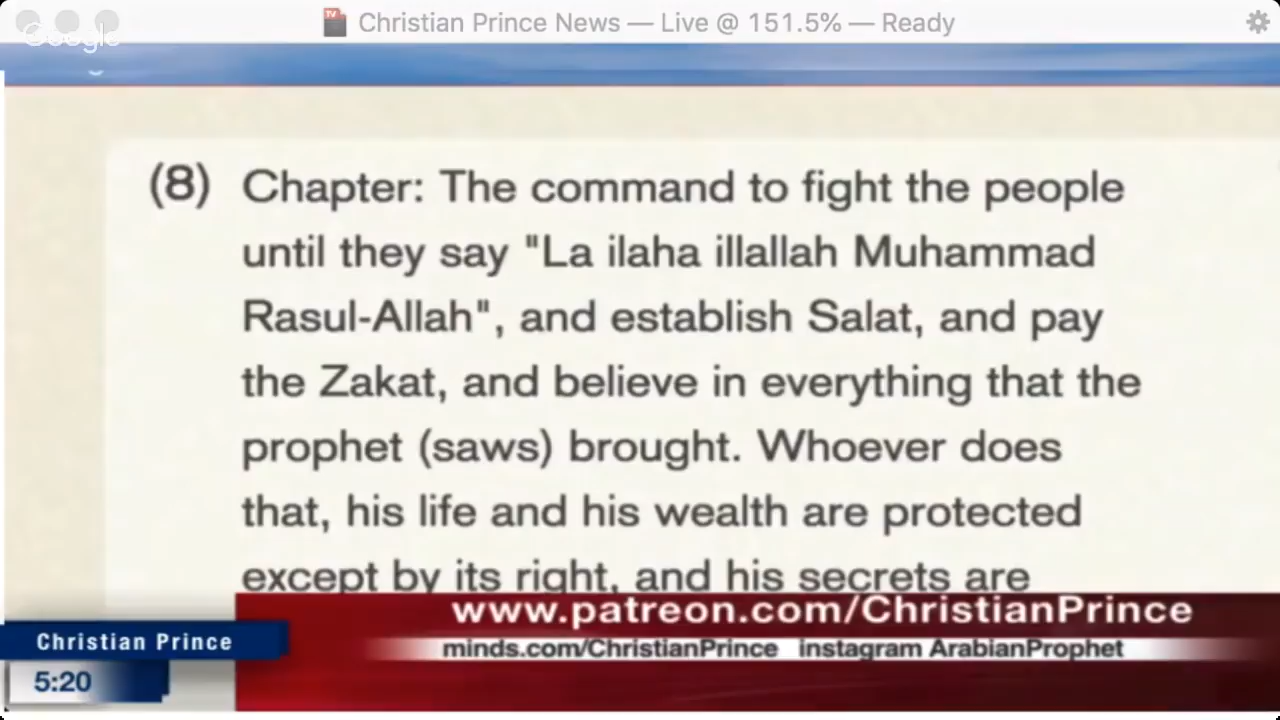 Christian Prince News — Live @ 151.5% — Ready
Google
(8) Chapter: The command to fight the people
until they say "La ilaha illallah Muhammad
Rasul-Allah", and establish Salat, and pay
the Zakat, and believe in everything that the
prophet (saws) brought. Whoever does
that, his life and his wealth are protected
except by its right, and his secrets are
www.patreon.com/ChristianPrince
Christian Prince
minds.com/ChristianPrince instagram ArabianProphet
5:20